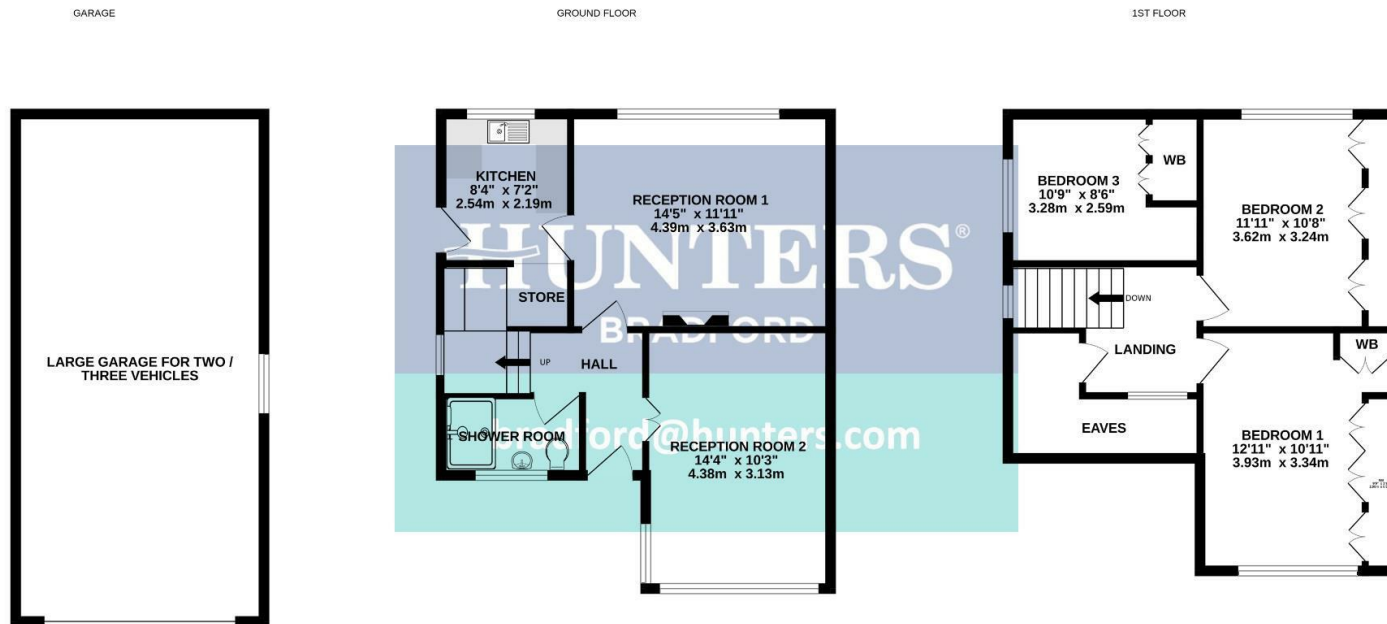 GARAGE
GROUND FLOOR
1ST FLOOR
KITCHEN
8'4" x 7'2"
2.54m x 2.19m
RECEPTION ROOM 1
14'5" x 11'11"
4.39m x 3.63m
HUNTERS®
BRADFORD
STORE
UP
HALL
SHOWER ROOM
bradford@hunters.com
RECEPTION ROOM 2
14'4" x 10'3"
4.38m x 3.13m
LARGE GARAGE FOR TWO /
THREE VEHICLES
BEDROOM 3
10'9" x 8'6"
3.28m x 2.59m
WB
BEDROOM 2
11'11" x 10'8"
3.62m x 3.24m
DOWN
LANDING
WB
EAVES
BEDROOM 1
12'11" x 10'11"
3.93m x 3.34m